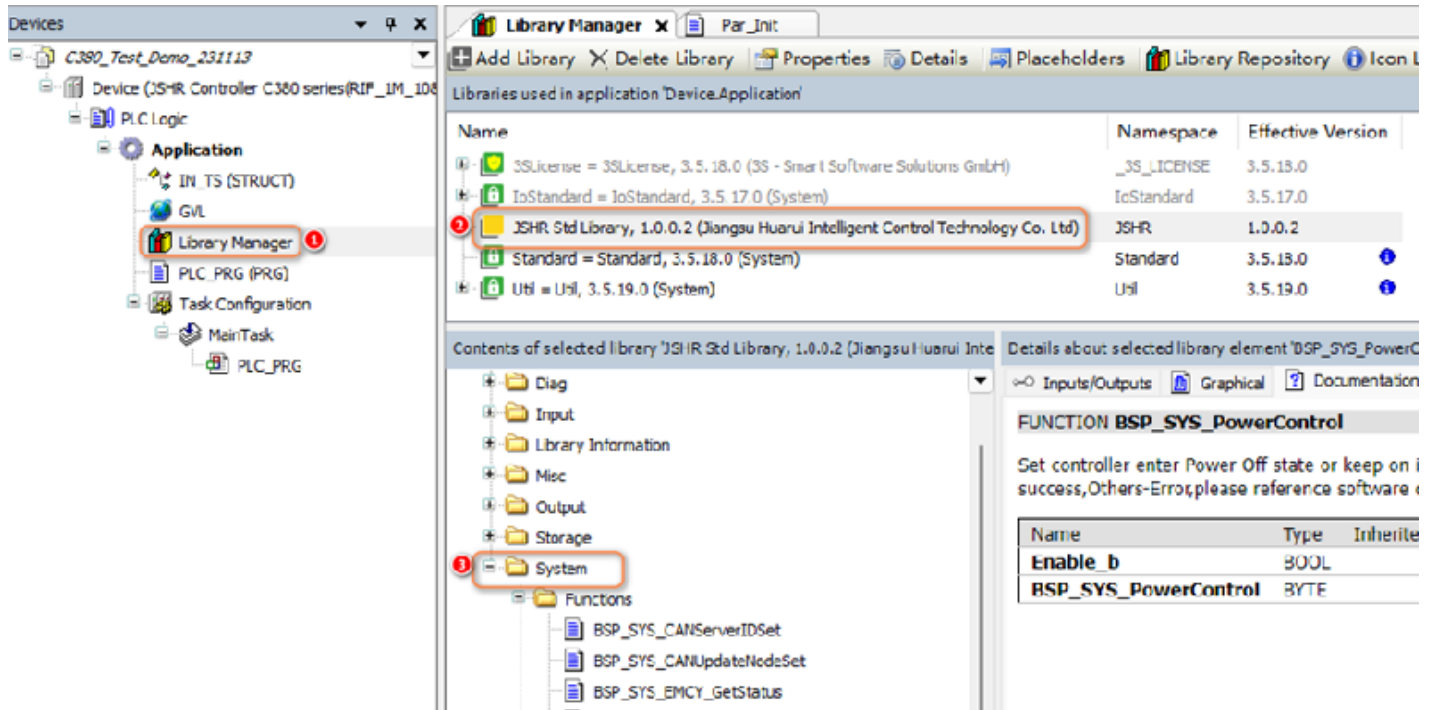 Devices
C380_Test_Demo_231113
Device (JSHR Controller C380 series(RIF_1M_108
PLC Logic
Application
IN_TS (STRUCT)
GVL
Library Manager 1
PLC_PRG (PRG)
Task Configuration
MainTask
PLC_PRG
Library Manager x Par_Init
Add Library Delete Library Properties Details Placeholders Library Repository Icon L
Libraries used in application 'Device.Application'
Name Namespace Effective Version
3SLicense = 3SLicense, 3.5.18.0 (3S - Smart Software Solutions GmbH) _3S_LICENSE 3.5.18.0
IoStandard = IoStandard, 3.5.17.0 (System) IoStandard 3.5.17.0
2 JSHR Std Library, 1.0.0.2 (Jiangsu Huarui Intelligent Control Technology Co. Ltd) JSHR 1.0.0.2
Standard = Standard, 3.5.18.0 (System) Standard 3.5.18.0
Util = Util, 3.5.19.0 (System) Util 3.5.19.0
Contents of selected library 'JSHR Std Library, 1.0.0.2 (Jiangsu Huarui Inte
Diag
Input
Library Information
Misc
Output
Storage
3 System
Functions
BSP_SYS_CANServerIDSet
BSP_SYS_CANUpdateNodeSet
BSP_SYS_EMCY_GetStatus
Details about selected library element 'BSP_SYS_PowerC
Inputs/Outputs Graphical Documentation
FUNCTION BSP_SYS_PowerControl
Set controller enter Power Off state or keep on i
success,Others-Error,please reference software
Name Type Inherite
Enable_b BOOL
BSP_SYS_PowerControl BYTE